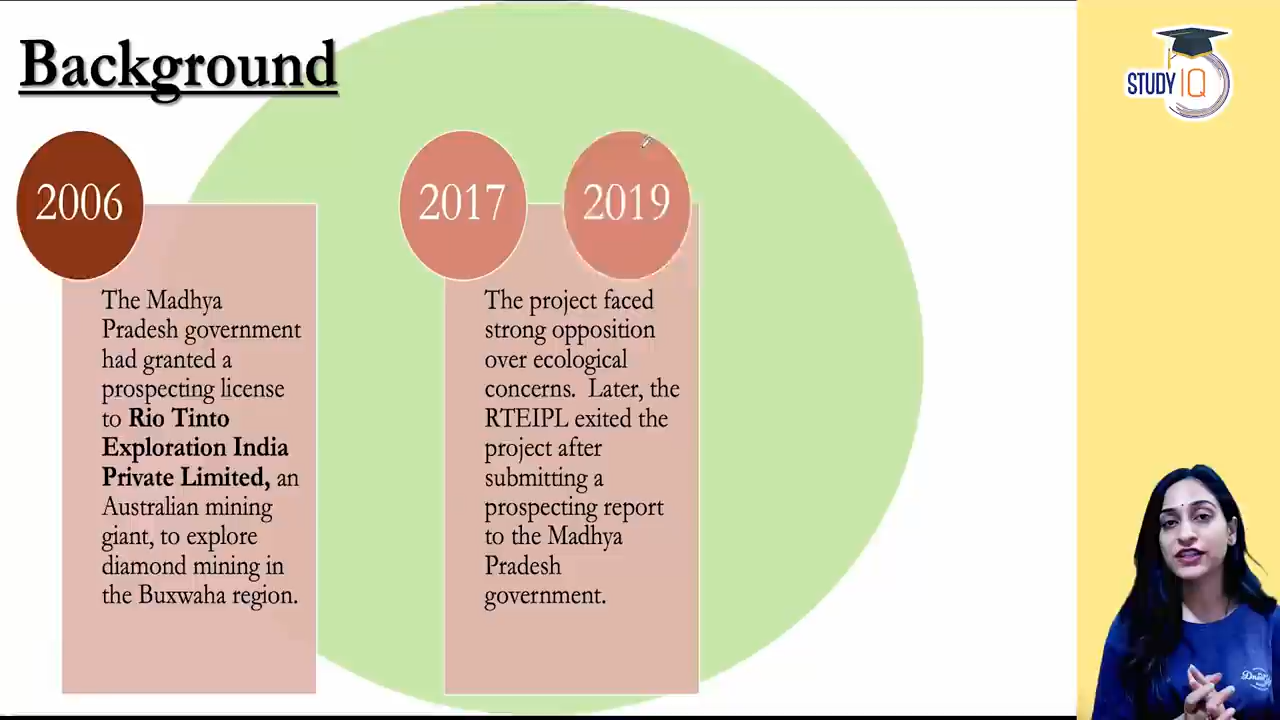 Background
STUDY IQ
2006
The Madhya
Pradesh government
had granted a
prospecting license
to Rio Tinto
Exploration India
Private Limited, an
Australian mining
giant, to explore
diamond mining in
the Buxwaha region.
2017
2019
The project faced
strong opposition
over ecological
concerns. Later, the
RTEIPL exited the
project after
submitting a
prospecting report
to the Madhya
Pradesh
government.